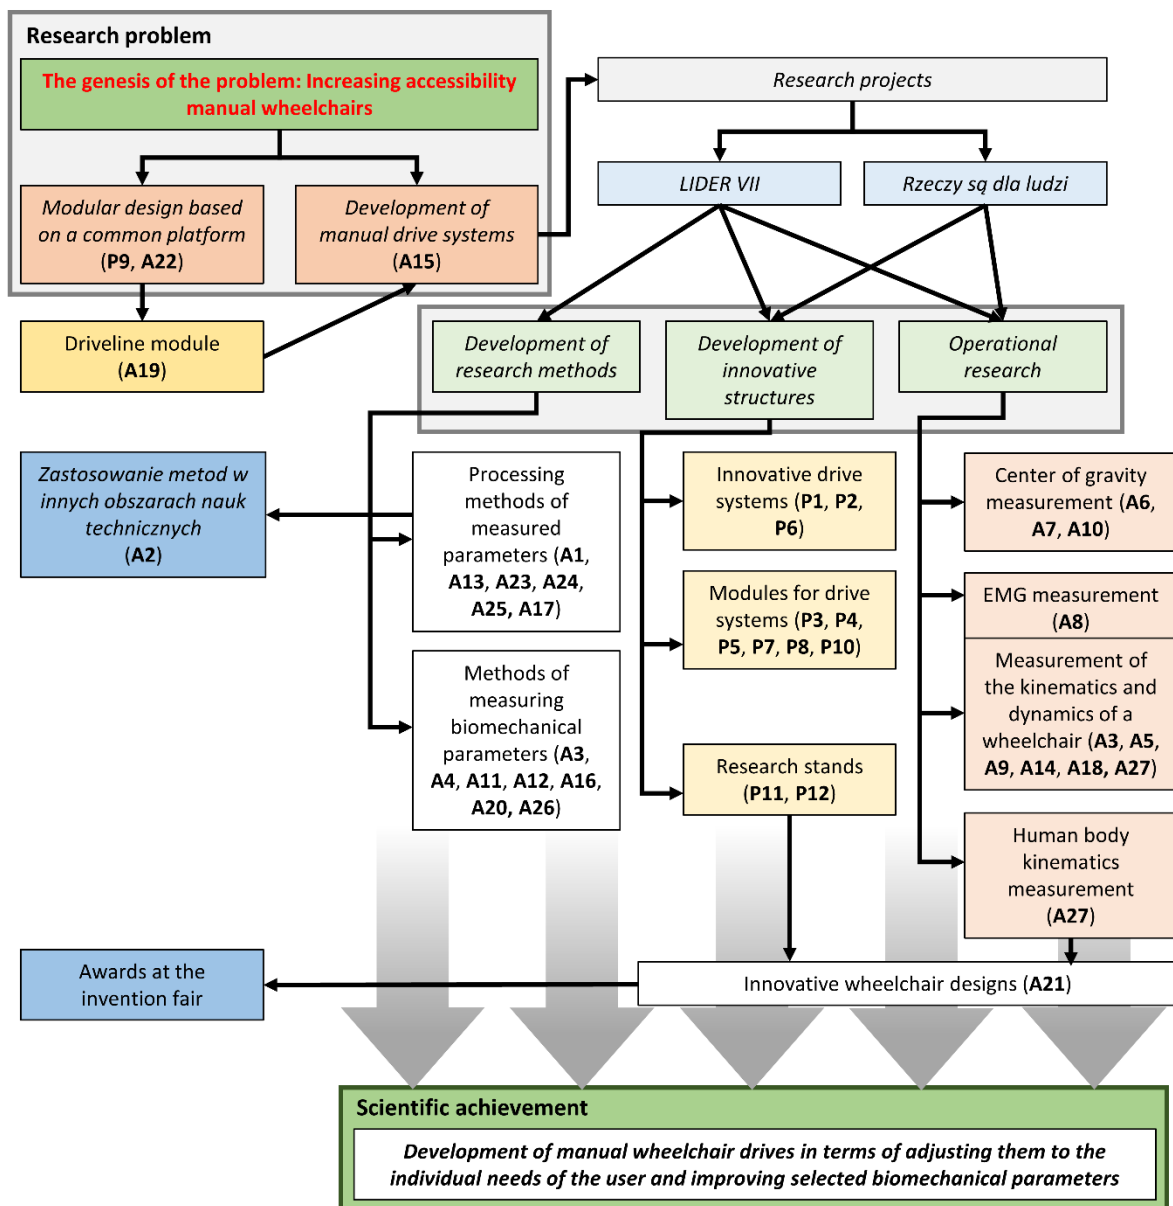 Research problem
The genesis of the problem: Increasing accessibility
manual wheelchairs
Modular design based
on a common platform
(P9, A22)
Development of
manual drive systems
(A15)
Driveline module
(A19)
Research projects
LIDER VII
Rzeczy są dla ludzi
Development of
research methods
Development of
innovative
structures
Operational
research
Zastosowanie metod w
innych obszarach nauk
technicznych
(A2)
Processing
methods of
measured
parameters (A1,
A13, A23, A24,
A25, A17)
Methods of
measuring
biomechanical
parameters (A3,
A4, A11, A12, A16,
A20, A26)
Innovative drive
systems (P1, P2,
P6)
Modules for drive
systems (P3, P4,
P5, P7, P8, P10)
Research stands
(P11, P12)
Center of gravity
measurement (A6,
A7, A10)
EMG measurement
(A8)
Measurement of
the kinematics and
dynamics of a
wheelchair (A3, A5,
A9, A14, A18, A27)
Human body
kinematics
measurement
(A27)
Awards at the
invention fair
Innovative wheelchair designs (A21)
Scientific achievement
Development of manual wheelchair drives in terms of adjusting them to the
individual needs of the user and improving selected biomechanical parameters